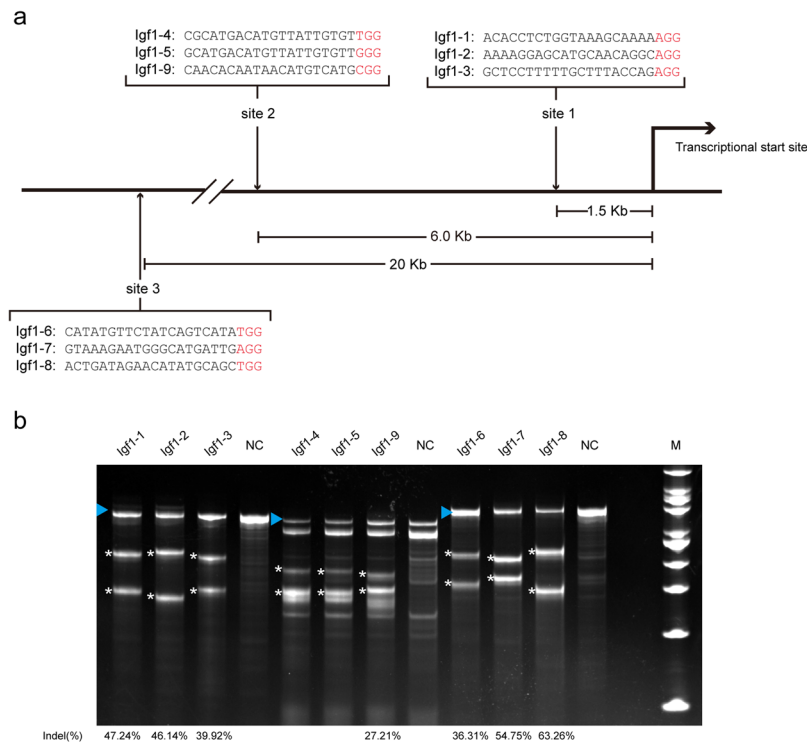 a
Igf1-4: CGCATGACATGTTATTGTGTTGG
Igf1-5: GCATGACATGTTATTGTGTTGGG
Igf1-9: CAACACAATAACATGTCATGCGG
Igf1-1: ACACCTCTGGTAAAGCAAAAAGG
Igf1-2: AAAAGGAGCATGCAACAGGCAGG
Igf1-3: GCTCCTTTTTGCTTTACCAGAGG
site 2
site 1
Transcriptional start site
1.5 Kb
6.0 Kb
20 Kb
site 3
Igf1-6: CATATGTTCTATCAGTCATATGG
Igf1-7: GTAAAGAATGGGCATGATTGAGG
Igf1-8: ACTGATAGAACATATGCAGCTGG
b
Igf1-1 Igf1-2 Igf1-3 NC Igf1-4 Igf1-5 Igf1-9 NC Igf1-6 Igf1-7 Igf1-8 NC M
* * * * * * * * *
* * * * * * * * *
Indel(%) 47.24% 46.14% 39.92% 27.21% 36.31% 54.75% 63.26%